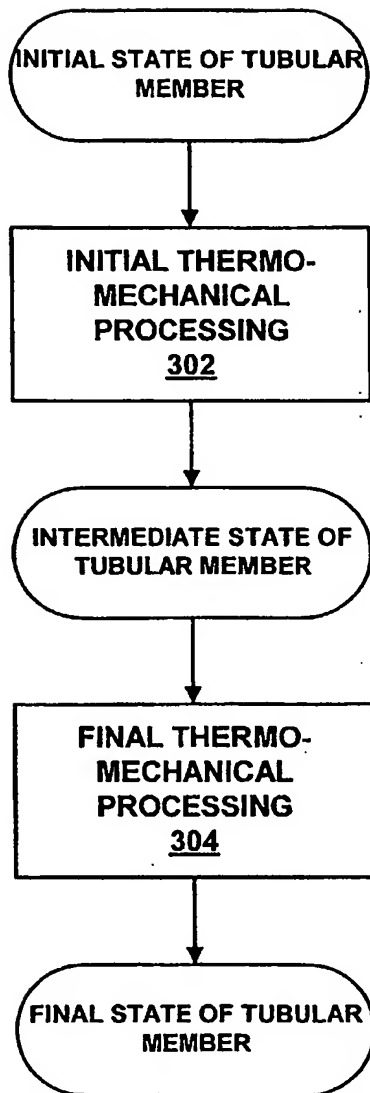 INITIAL STATE OF TUBULAR
MEMBER
INITIAL THERMO-
MECHANICAL
PROCESSING
302
INTERMEDIATE STATE OF
TUBULAR MEMBER
FINAL THERMO-
MECHANICAL
PROCESSING
304
FINAL STATE OF TUBULAR
MEMBER